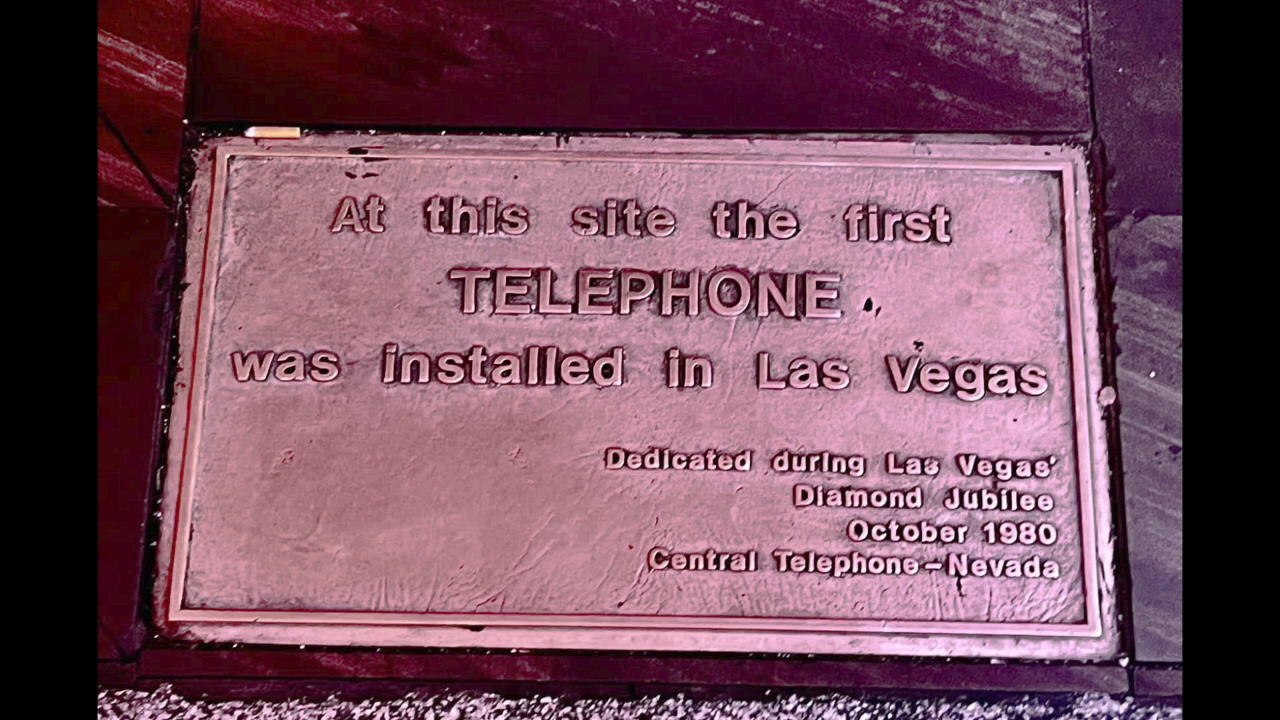 At this site the first
TELEPHONE
was installed in Las Vegas
Dedicated during Las Vegas'
Diamond Jubilee
October 1980
Central Telephone-Nevada